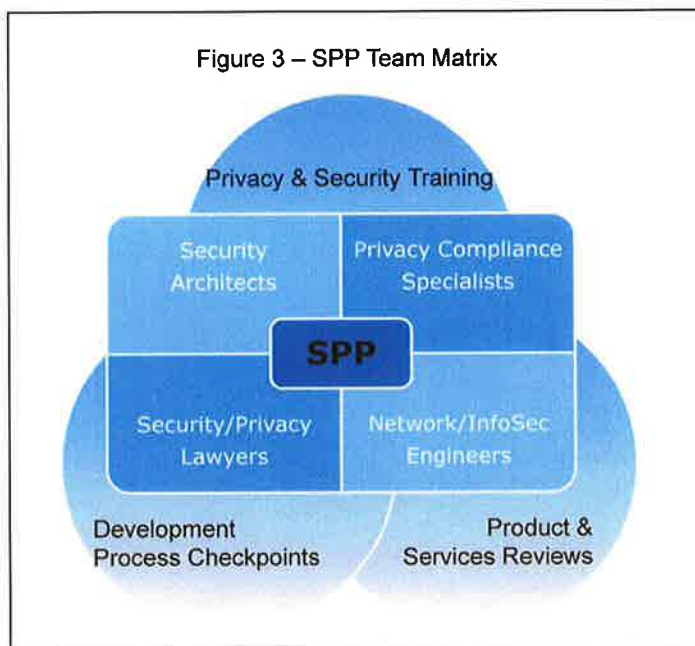 Figure 3 – SPP Team Matrix
Privacy & Security Training
Security
Architects
Privacy Compliance
Specialists
SPP
Security/Privacy
Lawyers
Network/InfoSec
Engineers
Development
Process Checkpoints
Product &
Services Reviews